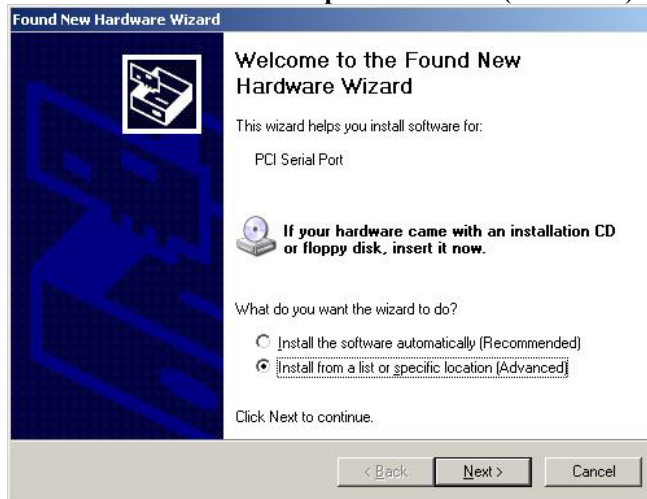 Found New Hardware Wizard
Welcome to the Found New
Hardware Wizard
This wizard helps you install software for:
PCI Serial Port
If your hardware came with an installation CD
or floppy disk, insert it now.
What do you want the wizard to do?
Install the software automatically (Recommended)
Install from a list or specific location (Advanced)
Click Next to continue.
< Back Next > Cancel